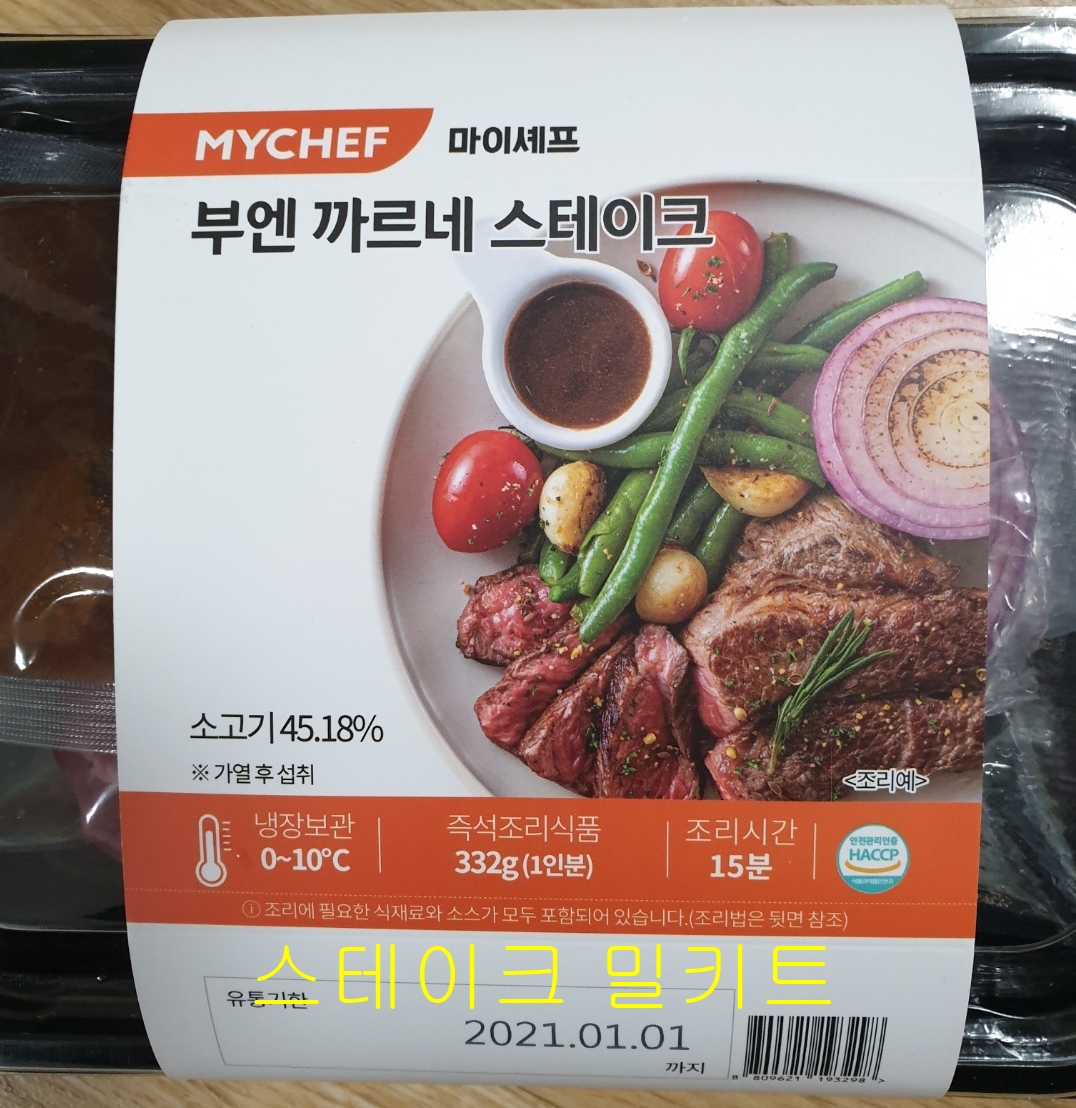 MYCHEF 마이셰프
부엔 까르네 스테이크
소고기 45.18%
※ 가열 후 섭취
<조리예>
냉장보관
0~10℃
즉석조리식품
332g (1인분)
조리시간
15분
안전관리인증
HACCP
ⓘ 조리에 필요한 식재료와 소스가 모두 포함되어 있습니다.(조리법은 뒷면 참조)
스테이크 밀키트
유통기한
2021.01.01
까지
8 809621 193298 >